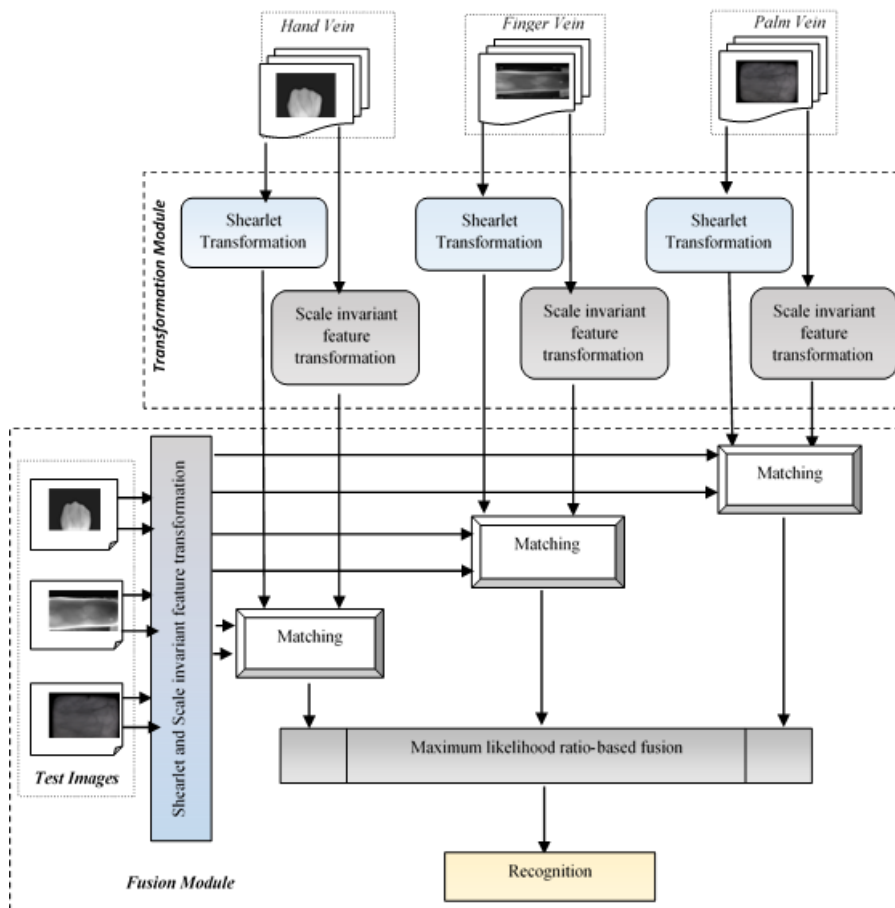 Hand Vein
Finger Vein
Palm Vein
Transformation Module
Shearlet
Transformation
Shearlet
Transformation
Shearlet
Transformation
Scale invariant
feature
transformation
Scale invariant
feature
transformation
Scale invariant
feature
transformation
Shearlet and Scale invariant feature transformation
Matching
Matching
Matching
Test Images
Maximum likelihood ratio-based fusion
Fusion Module
Recognition